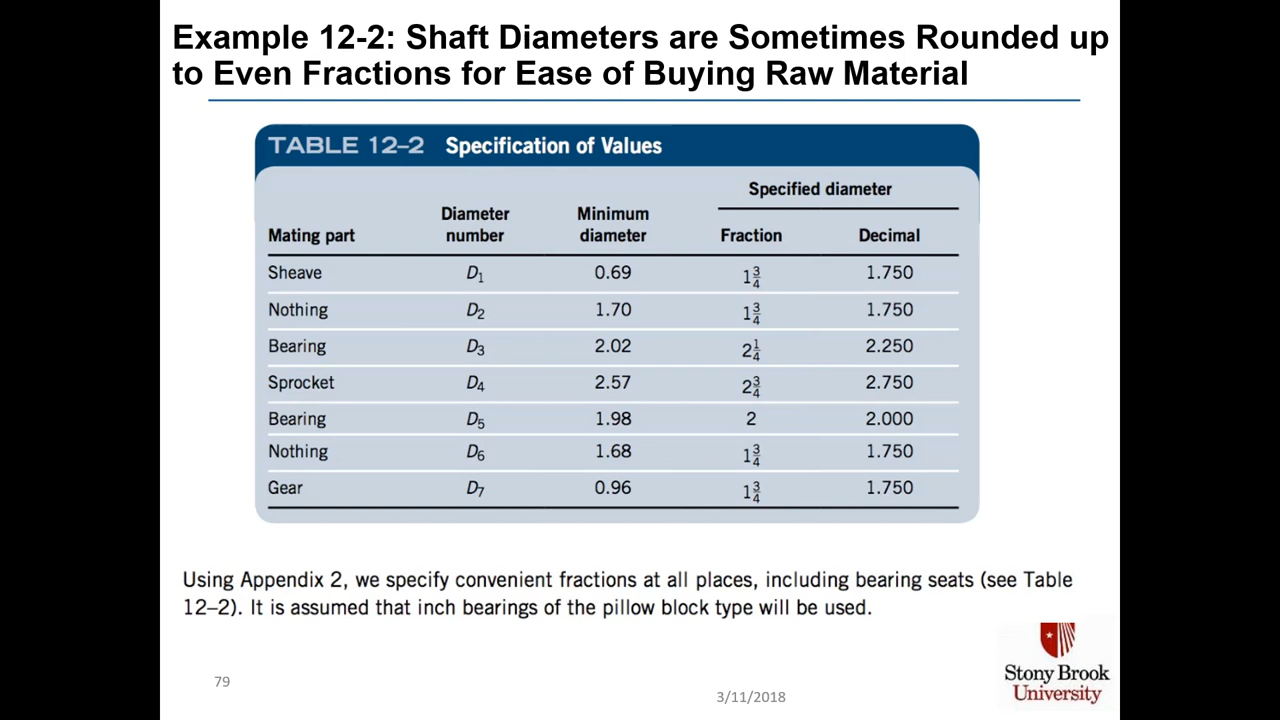 Example 12-2: Shaft Diameters are Sometimes Rounded up
to Even Fractions for Ease of Buying Raw Material
TABLE 12–2 Specification of Values
Specified diameter
Diameter Minimum
Mating part number diameter Fraction Decimal
Sheave D₁ 0.69 1 3/4 1.750
Nothing D₂ 1.70 1 3/4 1.750
Bearing D₃ 2.02 2 1/4 2.250
Sprocket D₄ 2.57 2 3/4 2.750
Bearing D₅ 1.98 2 2.000
Nothing D₆ 1.68 1 3/4 1.750
Gear D₇ 0.96 1 3/4 1.750
Using Appendix 2, we specify convenient fractions at all places, including bearing seats (see Table
12–2). It is assumed that inch bearings of the pillow block type will be used.
79
3/11/2018
Stony Brook
University